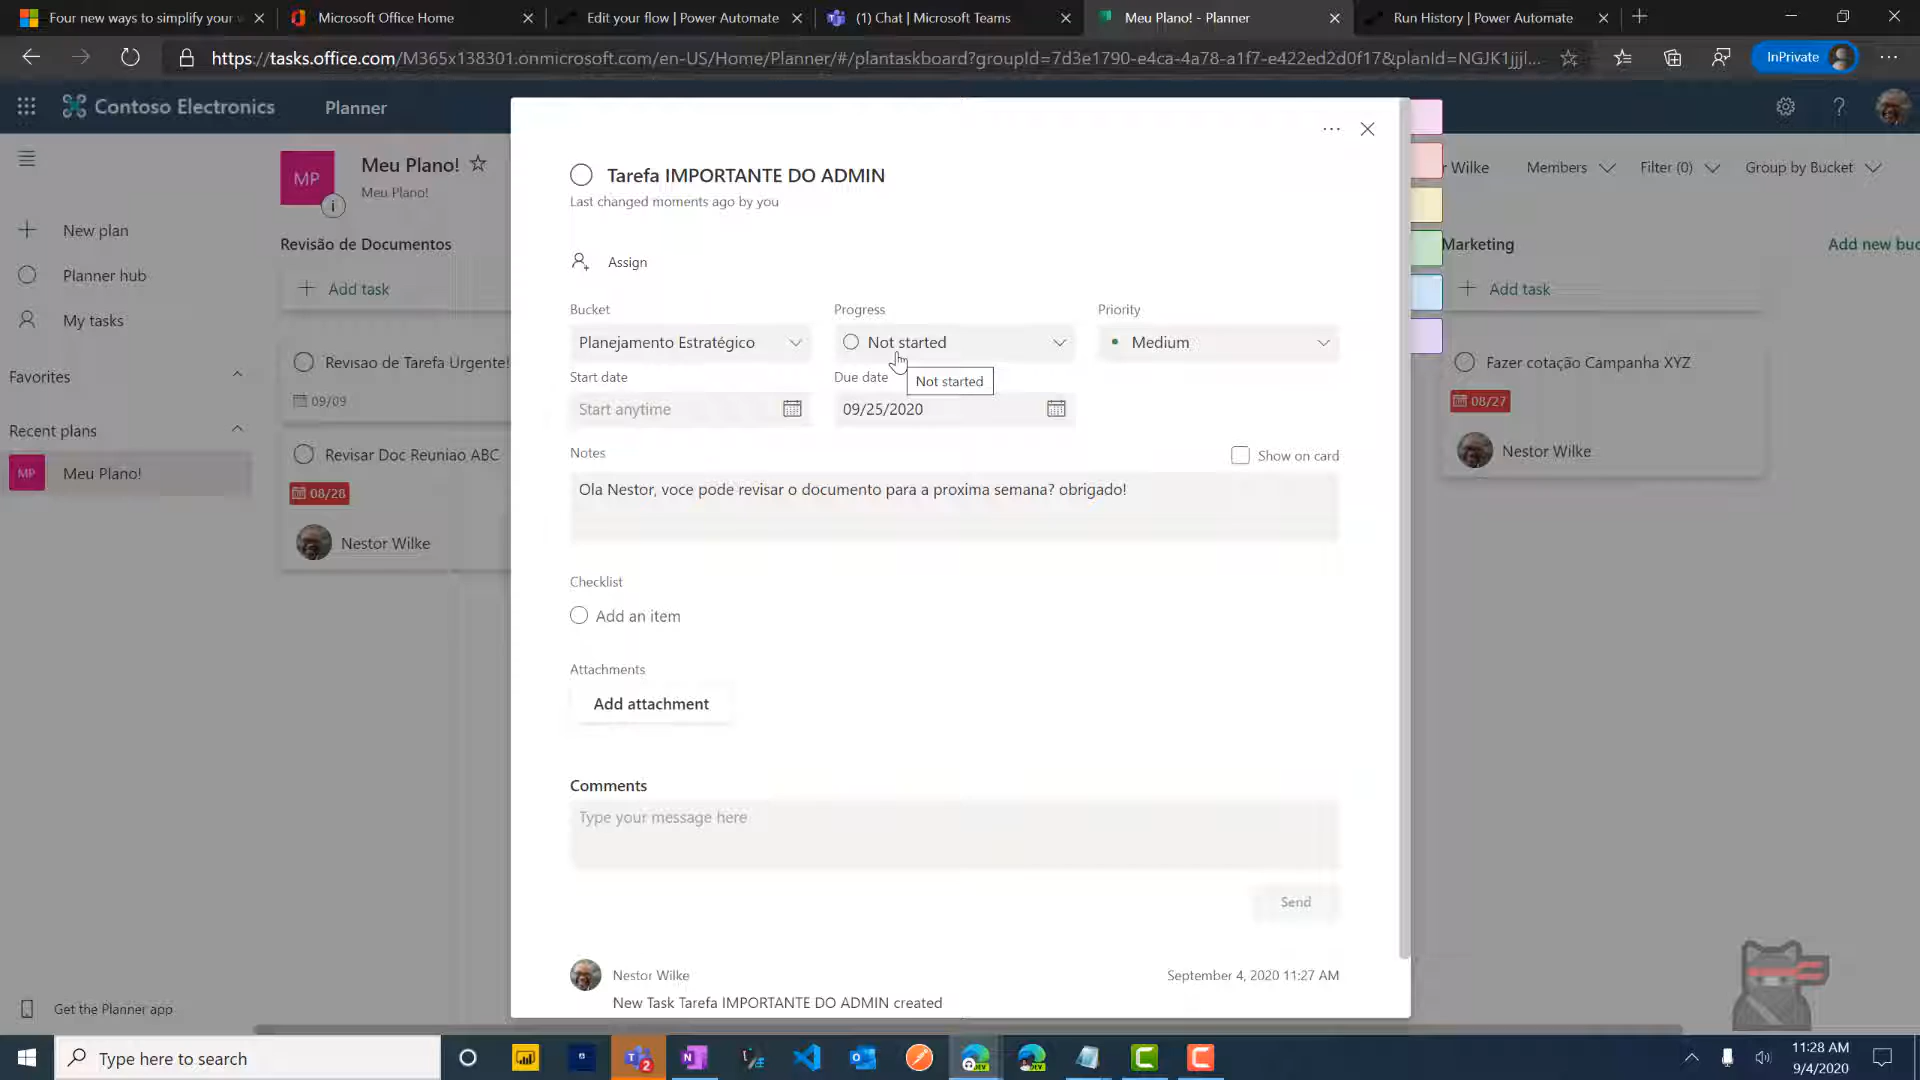 Four new ways to simplify your w
Microsoft Office Home
Edit your flow | Power Automate
(1) Chat | Microsoft Teams
Meu Plano! - Planner
Run History | Power Automate
https://tasks.office.com/M365x138301.onmicrosoft.com/en-US/Home/Planner/#/plantaskboard?groupId=7d3e1790-e4ca-4a78-a1f7-e422ed2d0f17&planId=NGJK1jjjl...
InPrivate
Contoso Electronics
Planner
MP
Meu Plano!
Meu Plano!
Wilke
Members
Filter (0)
Group by Bucket
New plan
Planner hub
My tasks
Favorites
Recent plans
MP
Meu Plano!
Get the Planner app
Revisão de Documentos
Add task
Revisao de Tarefa Urgente!
09/09
Revisar Doc Reuniao ABC
08/28
Nestor Wilke
Tarefa IMPORTANTE DO ADMIN
Last changed moments ago by you
Assign
Bucket
Progress
Priority
Planejamento Estratégico
Not started
Medium
Start date
Due date
Not started
Start anytime
09/25/2020
Notes
Show on card
Ola Nestor, voce pode revisar o documento para a proxima semana? obrigado!
Checklist
Add an item
Attachments
Add attachment
Comments
Type your message here
Send
Nestor Wilke
September 4, 2020 11:27 AM
New Task Tarefa IMPORTANTE DO ADMIN created
Marketing
Add new buc
Add task
Fazer cotação Campanha XYZ
08/27
Nestor Wilke
Type here to search
2
DEV
DEV
11:28 AM
9/4/2020